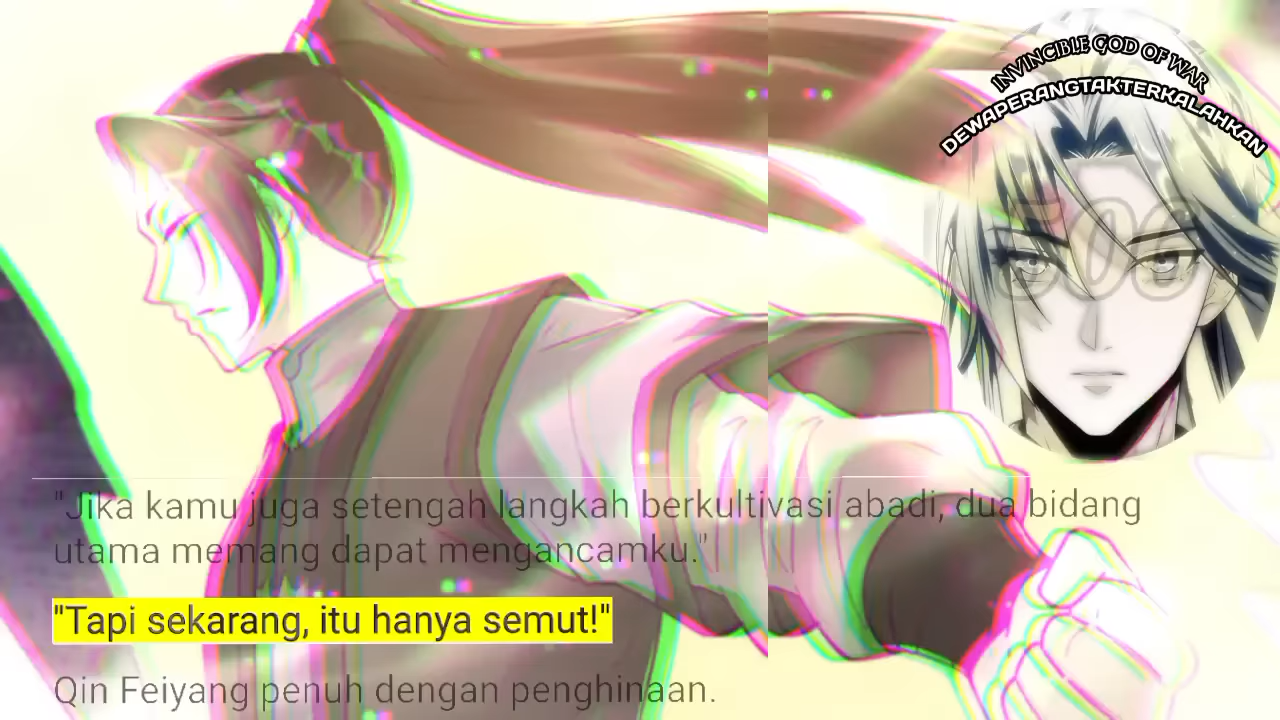 INVINCIBLE GOD OF WAR
DEWAPERANGTAKTERKALAHKAN
506
"Jika kamu juga setengah langkah berkultivasi abadi, dua bidang
utama memang dapat mengancamku."
"Tapi sekarang, itu hanya semut!"
Qin Feiyang penuh dengan penghinaan.